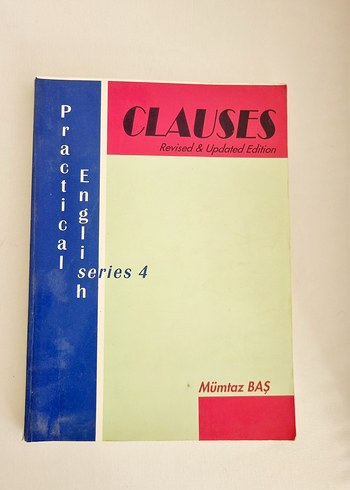 Practical
English
series 4
CLAUSES
Revised & Updated Edition
Mümtaz BAŞ